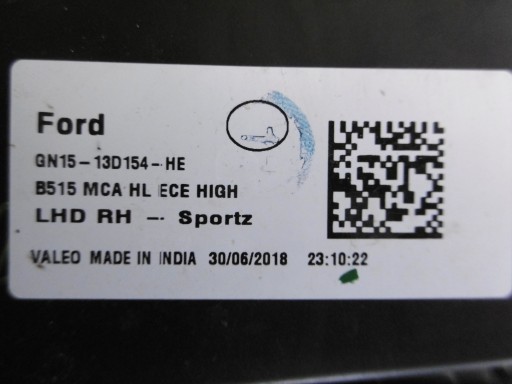 Ford
GN15-13D154-HE
B515 MCA HL ECE HIGH
LHD RH - Sportz
VALEO MADE IN INDIA 30/06/2018 23:10:22